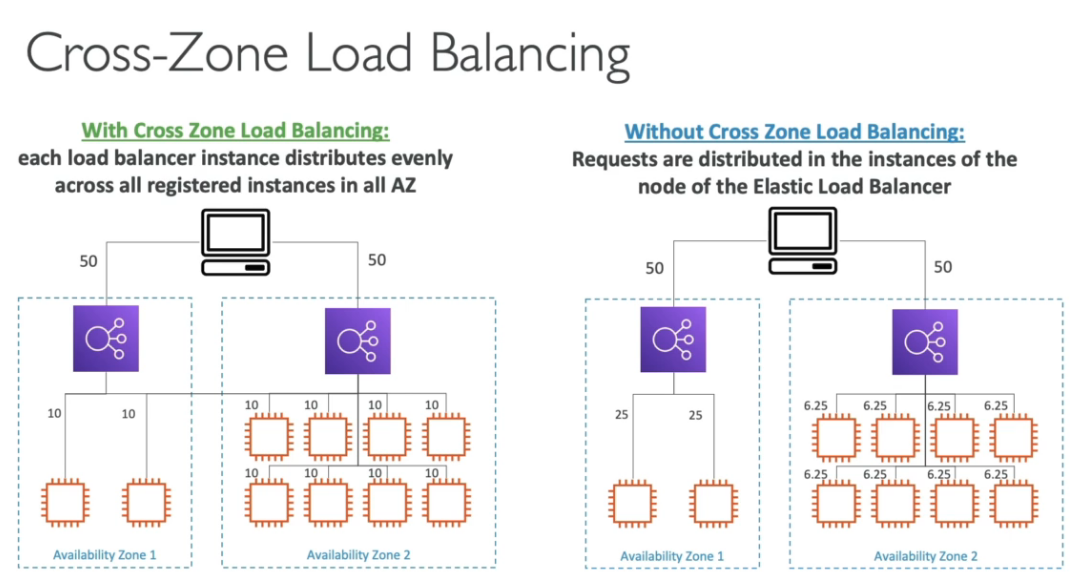 Cross-Zone Load Balancing
With Cross Zone Load Balancing:
each load balancer instance distributes evenly
across all registered instances in all AZ
50
50
10
10
10
10
10
10
10
10
10
10
Availability Zone 1
Availability Zone 2
Without Cross Zone Load Balancing:
Requests are distributed in the instances of the
node of the Elastic Load Balancer
50
50
25
25
6.25
6.25
6.25
6.25
6.25
6.25
6.25
6.25
Availability Zone 1
Availability Zone 2